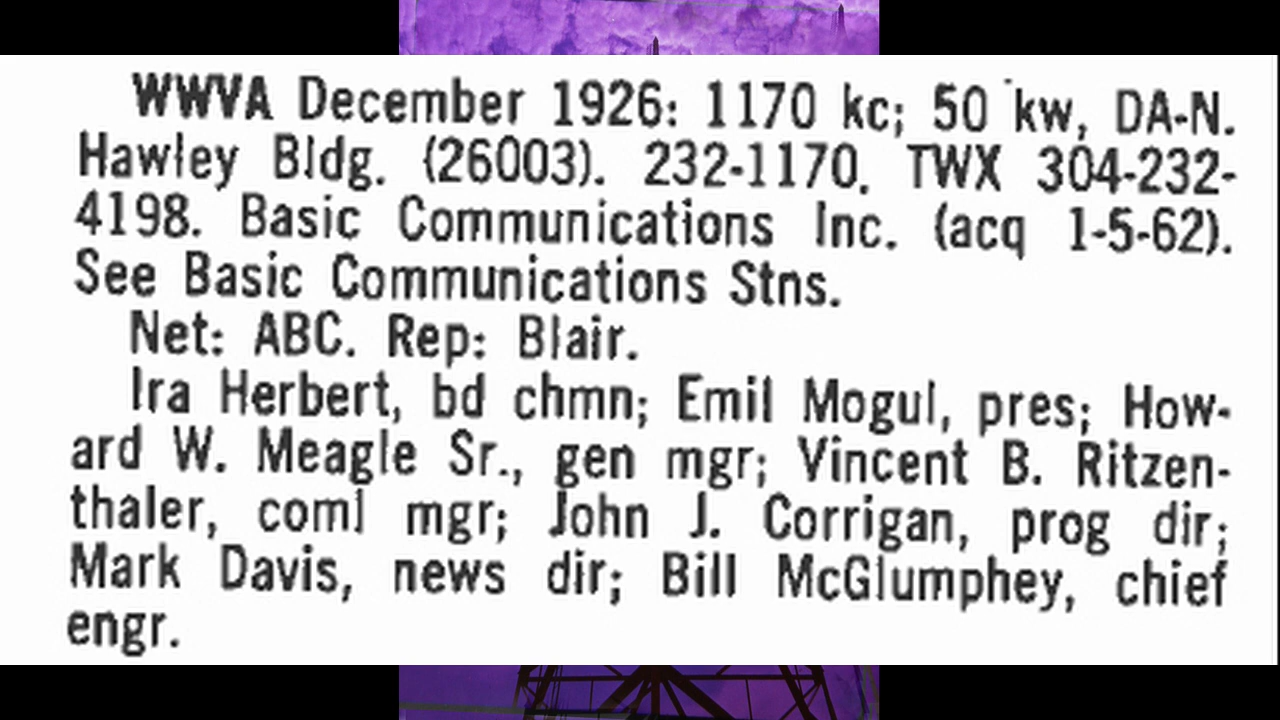 WWVA December 1926: 1170 kc; 50 kw, DA-N.
Hawley Bldg. (26003). 232-1170. TWX 304-232-
4198. Basic Communications Inc. (acq 1-5-62).
See Basic Communications Stns.
Net: ABC. Rep: Blair.
Ira Herbert, bd chmn; Emil Mogul, pres; How-
ard W. Meagle Sr., gen mgr; Vincent B. Ritzen-
thaler, coml mgr; John J. Corrigan, prog dir;
Mark Davis, news dir; Bill McGlumphey, chief
engr.